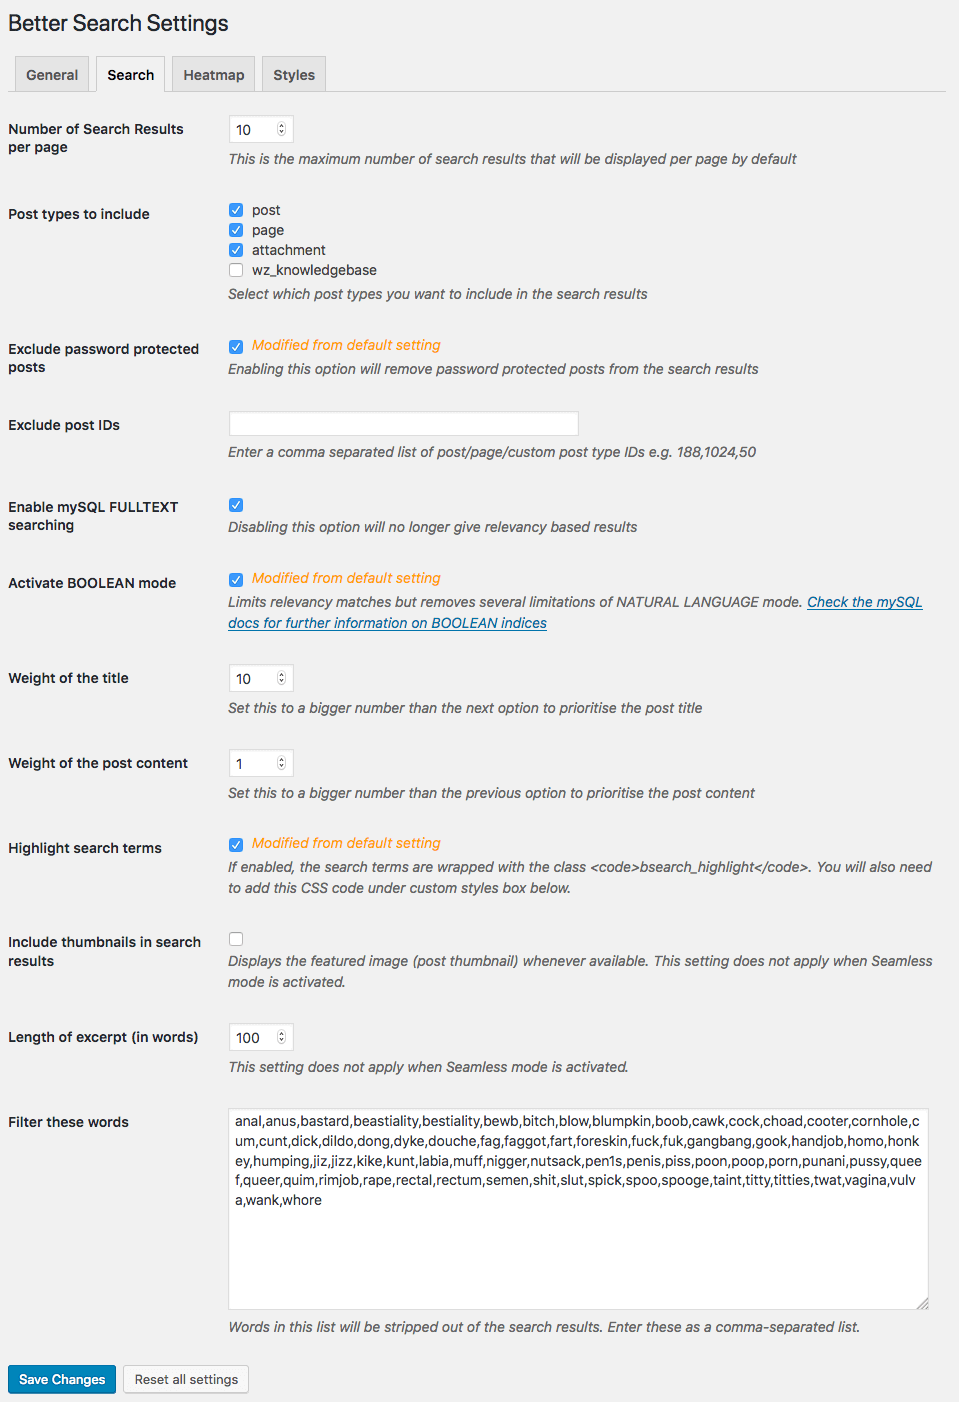 Better Search Settings
General Search Heatmap Styles
Number of Search Results per page
10
This is the maximum number of search results that will be displayed per page by default
Post types to include
post
page
attachment
wz_knowledgebase
Select which post types you want to include in the search results
Exclude password protected posts
Modified from default setting
Enabling this option will remove password protected posts from the search results
Exclude post IDs
Enter a comma separated list of post/page/custom post type IDs e.g. 188,1024,50
Enable mySQL FULLTEXT searching
Disabling this option will no longer give relevancy based results
Activate BOOLEAN mode
Modified from default setting
Limits relevancy matches but removes several limitations of NATURAL LANGUAGE mode. Check the mySQL
docs for further information on BOOLEAN indices
Weight of the title
10
Set this to a bigger number than the next option to prioritise the post title
Weight of the post content
1
Set this to a bigger number than the previous option to prioritise the post content
Highlight search terms
Modified from default setting
If enabled, the search terms are wrapped with the class <code>bsearch_highlight</code>. You will also need
to add this CSS code under custom styles box below.
Include thumbnails in search results
Displays the featured image (post thumbnail) whenever available. This setting does not apply when Seamless
mode is activated.
Length of excerpt (in words)
100
This setting does not apply when Seamless mode is activated.
Filter these words
anal,anus,bastard,beastiality,bestiality,bewb,bitch,blow,blumpkin,boob,cawk,cock,choad,cooter,cornhole,c
um,cunt,dick,dildo,dong,dyke,douche,fag,faggot,fart,foreskin,fuck,fuk,gangbang,gook,handjob,homo,honk
ey,humping,jiz,jizz,kike,kunt,labia,muff,nigger,nutsack,pen1s,penis,piss,poon,poop,porn,punani,pussy,quee
f,queer,quim,rimjob,rape,rectal,rectum,semen,shit,slut,spick,spoo,spooge,taint,titty,titties,twat,vagina,vulv
a,wank,whore
Words in this list will be stripped out of the search results. Enter these as a comma-separated list.
Save Changes Reset all settings